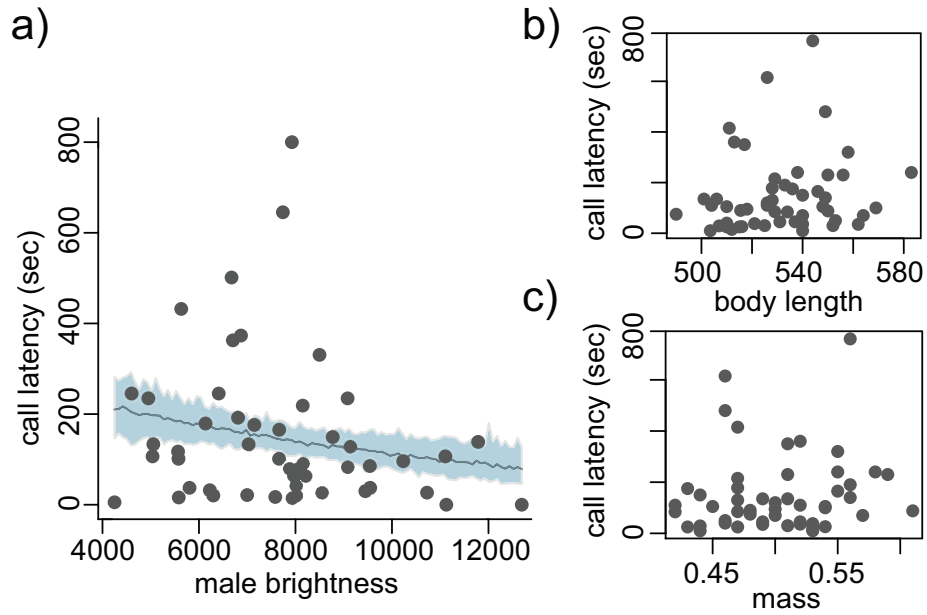 a)
call latency (sec)
800
600
400
200
0
4000 6000 8000 10000 12000
male brightness
b)
call latency (sec)
800
0
500 540 580
body length
c)
call latency (sec)
800
0
0.45 0.55
mass